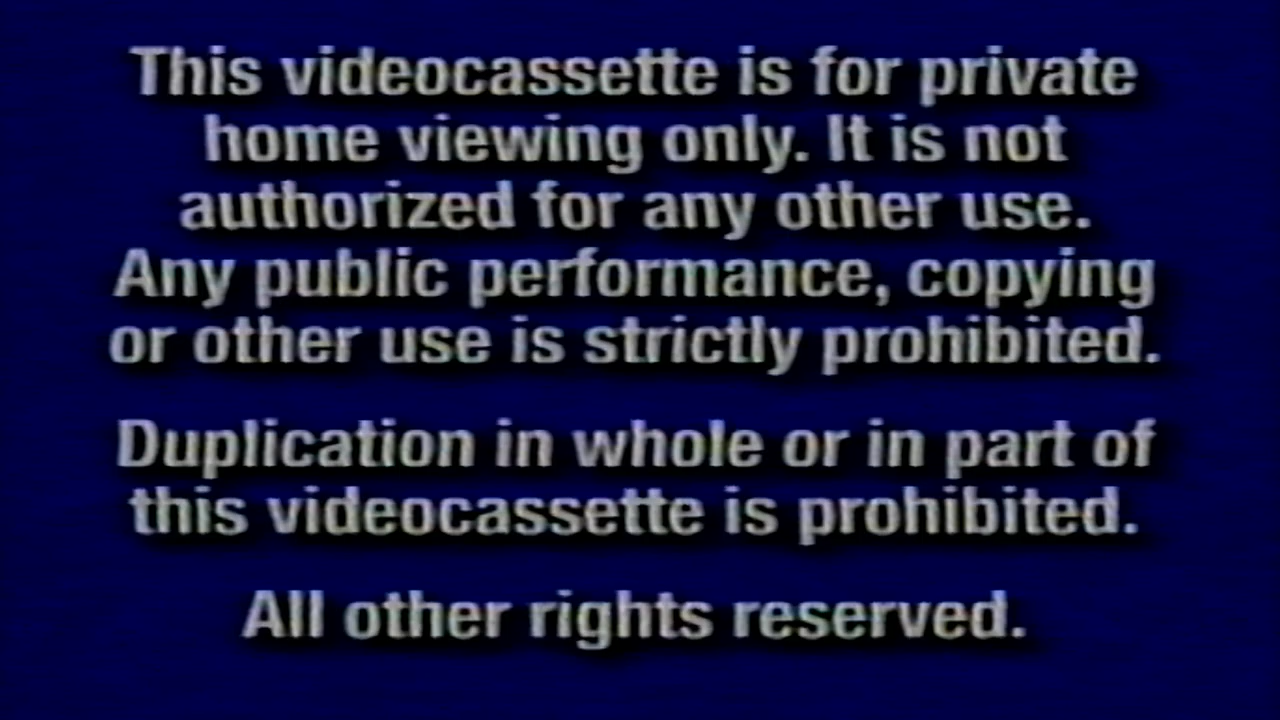 This videocassette is for private
home viewing only. It is not
authorized for any other use.
Any public performance, copying
or other use is strictly prohibited.
Duplication in whole or in part of
this videocassette is prohibited.
All other rights reserved.